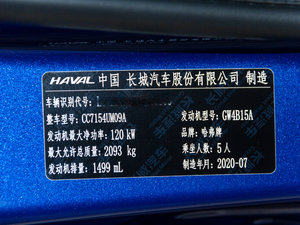 HAVAL 中国 长城汽车股份有限公司 制造
车辆识别代号: L
整车型号: CC7154UM09A 发动机型号: GW4B15A
发动机最大净功率: 120 kW 品牌: 哈弗牌
最大允许总质量: 2093 kg 乘坐人数: 5 人
发动机排量: 1499 mL 制造年月: 2020-07